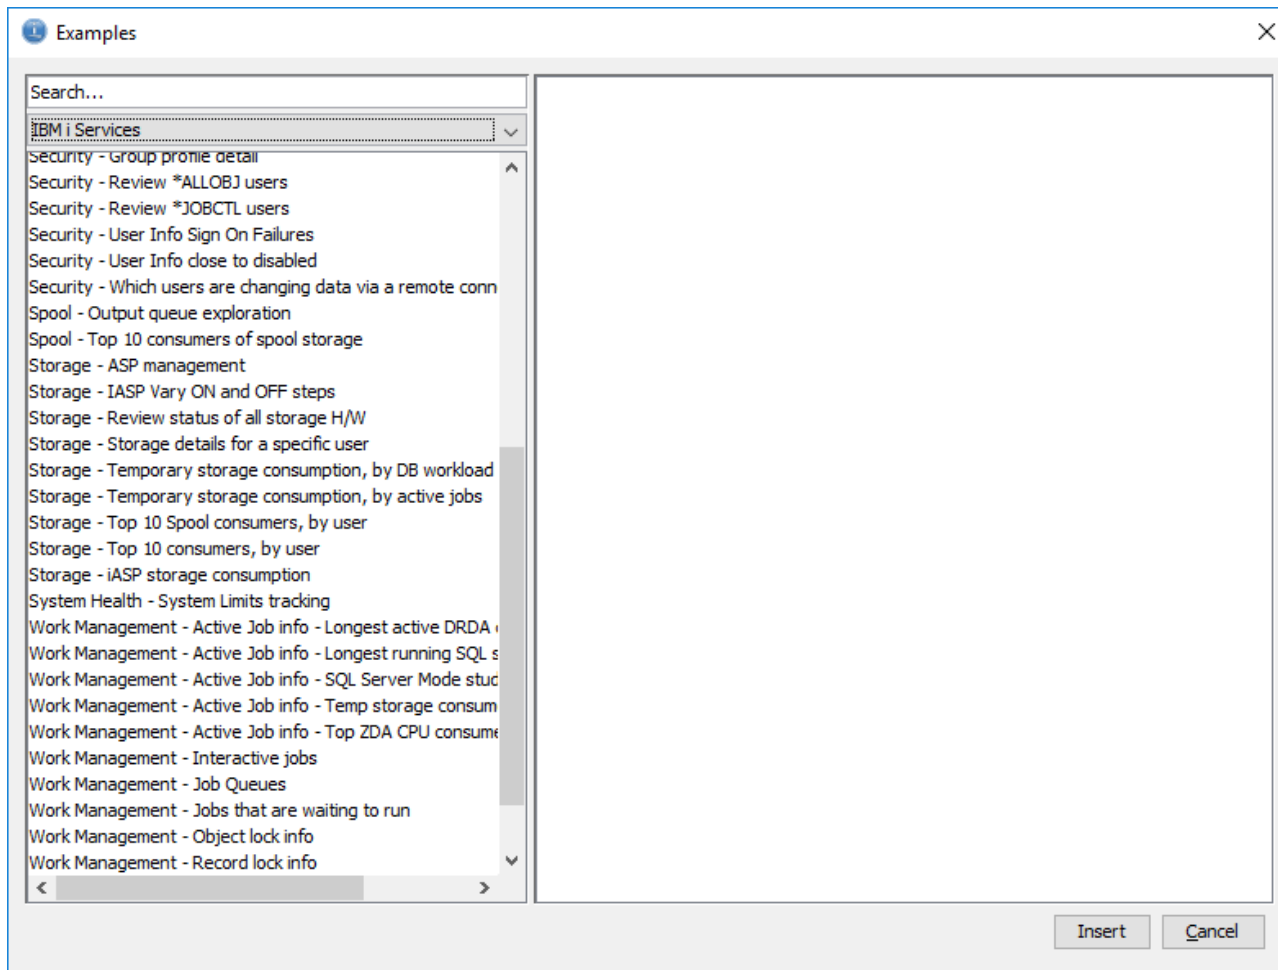 Examples
Search...
IBM i Services
Security - Group profile detail
Security - Review *ALLOBJ users
Security - Review *JOBCTL users
Security - User Info Sign On Failures
Security - User Info close to disabled
Security - Which users are changing data via a remote conn
Spool - Output queue exploration
Spool - Top 10 consumers of spool storage
Storage - ASP management
Storage - IASP Vary ON and OFF steps
Storage - Review status of all storage H/W
Storage - Storage details for a specific user
Storage - Temporary storage consumption, by DB workload
Storage - Temporary storage consumption, by active jobs
Storage - Top 10 Spool consumers, by user
Storage - Top 10 consumers, by user
Storage - iASP storage consumption
System Health - System Limits tracking
Work Management - Active Job info - Longest active DRDA
Work Management - Active Job info - Longest running SQL s
Work Management - Active Job info - SQL Server Mode stud
Work Management - Active Job info - Temp storage consum
Work Management - Active Job info - Top ZDA CPU consume
Work Management - Interactive jobs
Work Management - Job Queues
Work Management - Jobs that are waiting to run
Work Management - Object lock info
Work Management - Record lock info
Insert
Cancel